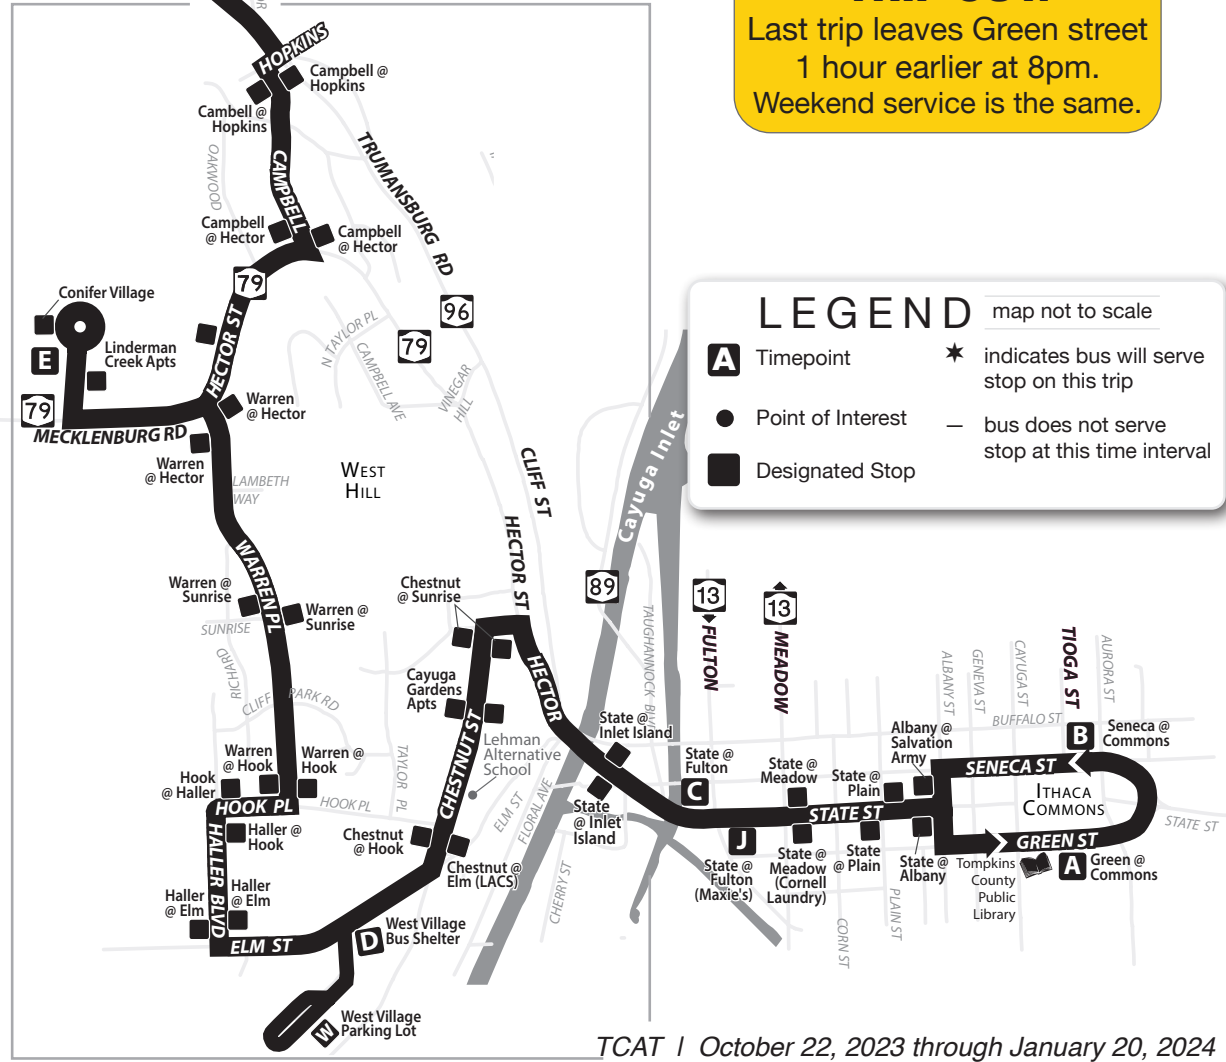 Last trip leaves Green street
1 hour earlier at 8pm.
Weekend service is the same.
HOPKINS
Campbell @
Hopkins
Cambell @
Hopkins
OAKWOOD
CAMPBELL
TRUMANSBURG RD
Campbell
@ Hector
Campbell
@ Hector
79
96
79
Conifer Village
E
Linderman
Creek Apts
HECTOR ST
N TAYLOR PL
CAMPBELL AVE
VINEGAR
HILL
79
MECKLENBURG RD
Warren
@ Hector
Warren
@ Hector
LAMBETH
WAY
WEST
HILL
CLIFF ST
HECTOR ST
Cayuga Inlet
LEGEND
map not to scale
A
Timepoint
indicates bus will serve
stop on this trip
Point of Interest
— bus does not serve
stop at this time interval
Designated Stop
WARREN PL
Warren @
Sunrise
Warren @
Sunrise
SUNRISE
RICHARD
CLIFF PARK RD
Chestnut
@ Sunrise
89
13
13
FULTON
MEADOW
TAUGHANNOCK BLVD
HECTOR
Cayuga
Gardens
Apts
CHESTNUT ST
Lehman
Alternative
School
TIOGA ST
AURORA ST
ALBANY ST
GENEVA ST
CAYUGA ST
BUFFALO ST
State @
Inlet Island
State
@ Inlet
Island
State @
Fulton
C
State @
Meadow
State @
Plain
Albany @
Salvation
Army
B
Seneca @
Commons
SENECA ST
ITHACA
COMMONS
STATE ST
STATE ST
GREEN ST
A
Green @
Commons
Tompkins
County
Public
Library
J
State @
Fulton
(Maxie's)
State @
Meadow
(Cornell
Laundry)
State
@ Plain
State @
Albany
PLAIN ST
CORN ST
CHERRY ST
FLORAL AVE
ELM ST
TAYLOR PL
Warren
@ Hook
Warren @
Hook
Hook
@ Haller
HOOK PL
HOOK PL
HALLER BLVD
Haller @
Hook
Haller
@ Elm
Haller
@ Elm
ELM ST
Chestnut
@ Hook
Chestnut @
Elm (LACS)
D
West Village
Bus Shelter
W
West Village
Parking Lot
TCAT | October 22, 2023 through January 20, 2024